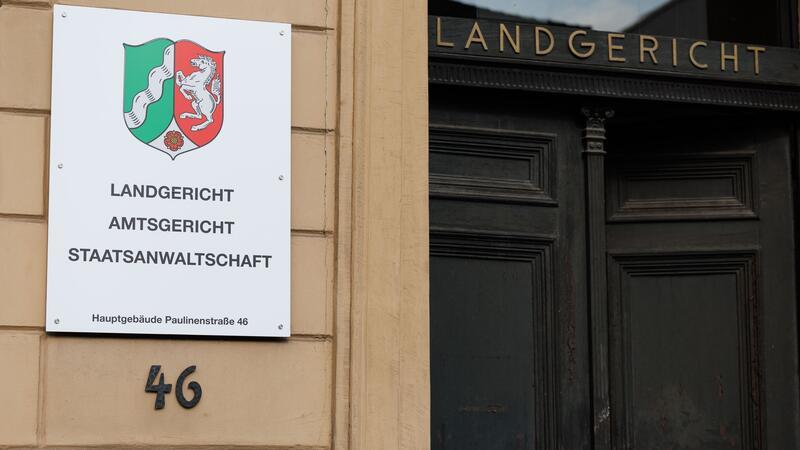 LANDGERICHT
AMTSGERICHT
STAATSANWALTSCHAFT
Hauptgebäude Paulinenstraße 46
46
LANDGERICHT